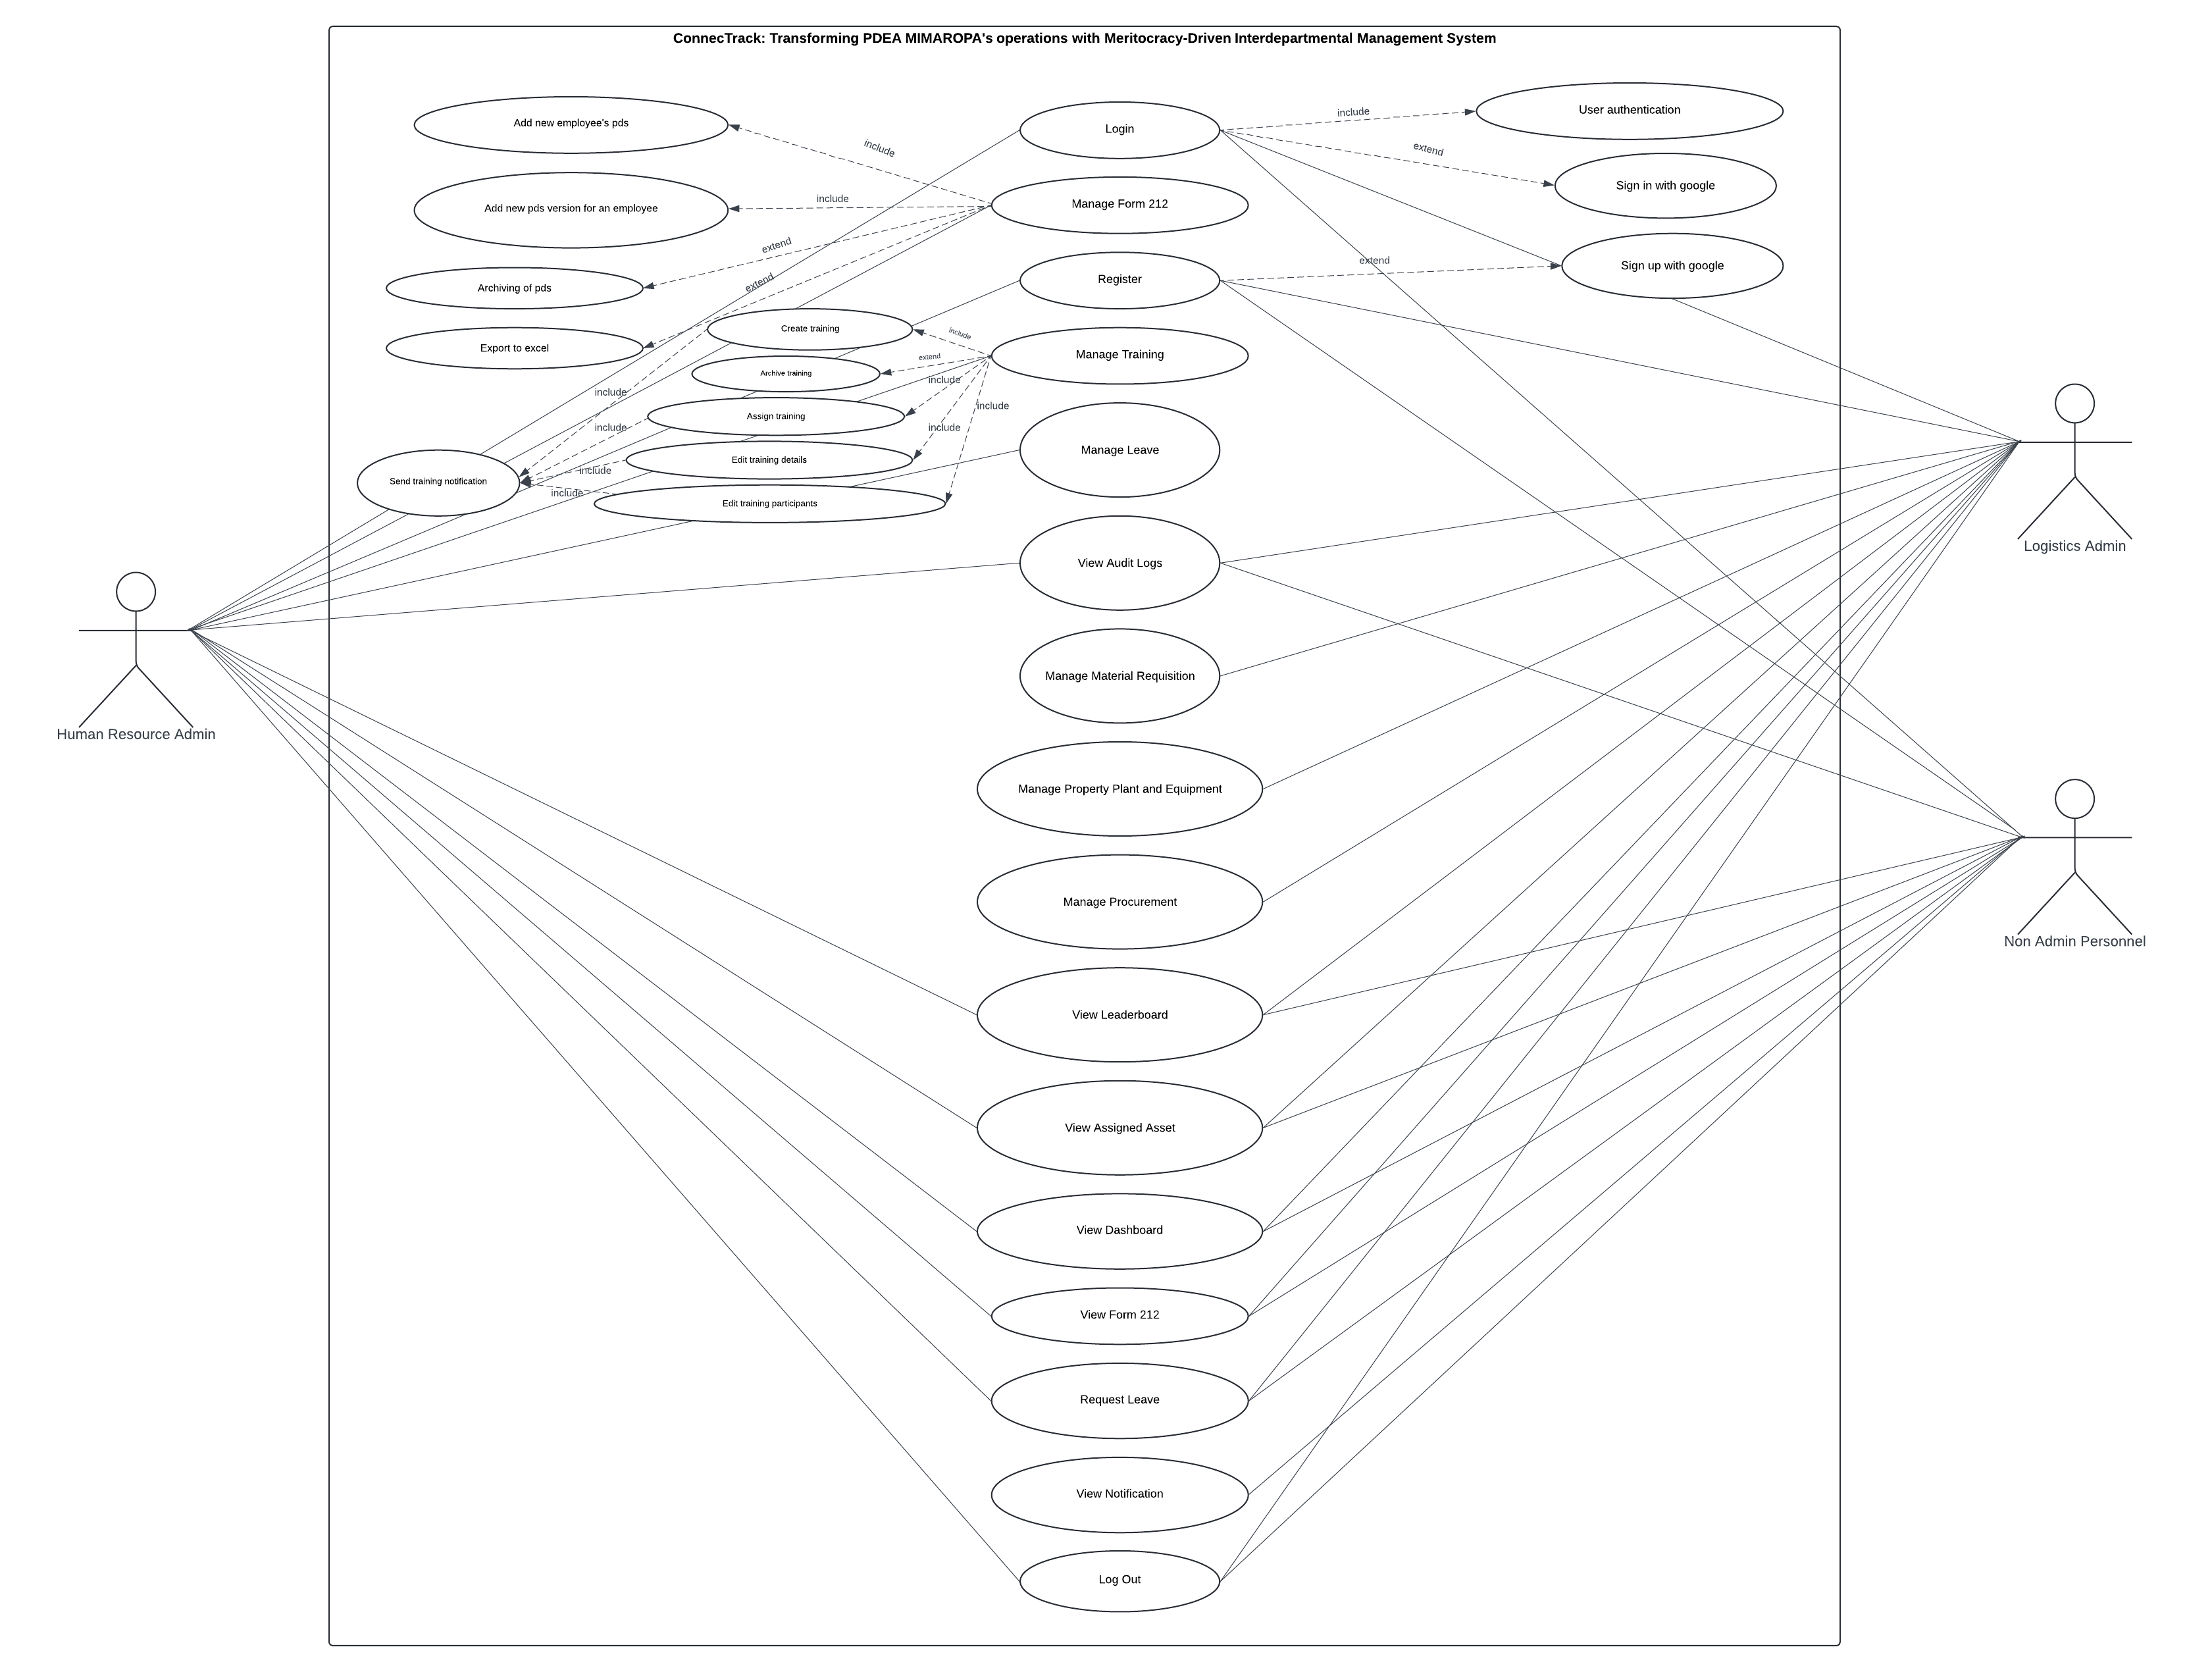 ConnecTrack: Transforming PDEA MIMAROPA's operations with Meritocracy-Driven Interdepartmental Management System
Add new employee's pds
Login
include
User authentication
include
extend
Sign in with google
Add new pds version for an employee
include
Manage Form 212
extend
Archiving of pds
extend
Register
extend
Sign up with google
Export to excel
Create training
include
Manage Training
Archive training
extend
include
include
Assign training
include
include
include
Send training notification
Edit training details
include
include
Edit training participants
Manage Leave
View Audit Logs
Logistics Admin
Manage Material Requisition
Human Resource Admin
Manage Property Plant and Equipment
Manage Procurement
Non Admin Personnel
View Leaderboard
View Assigned Asset
View Dashboard
View Form 212
Request Leave
View Notification
Log Out